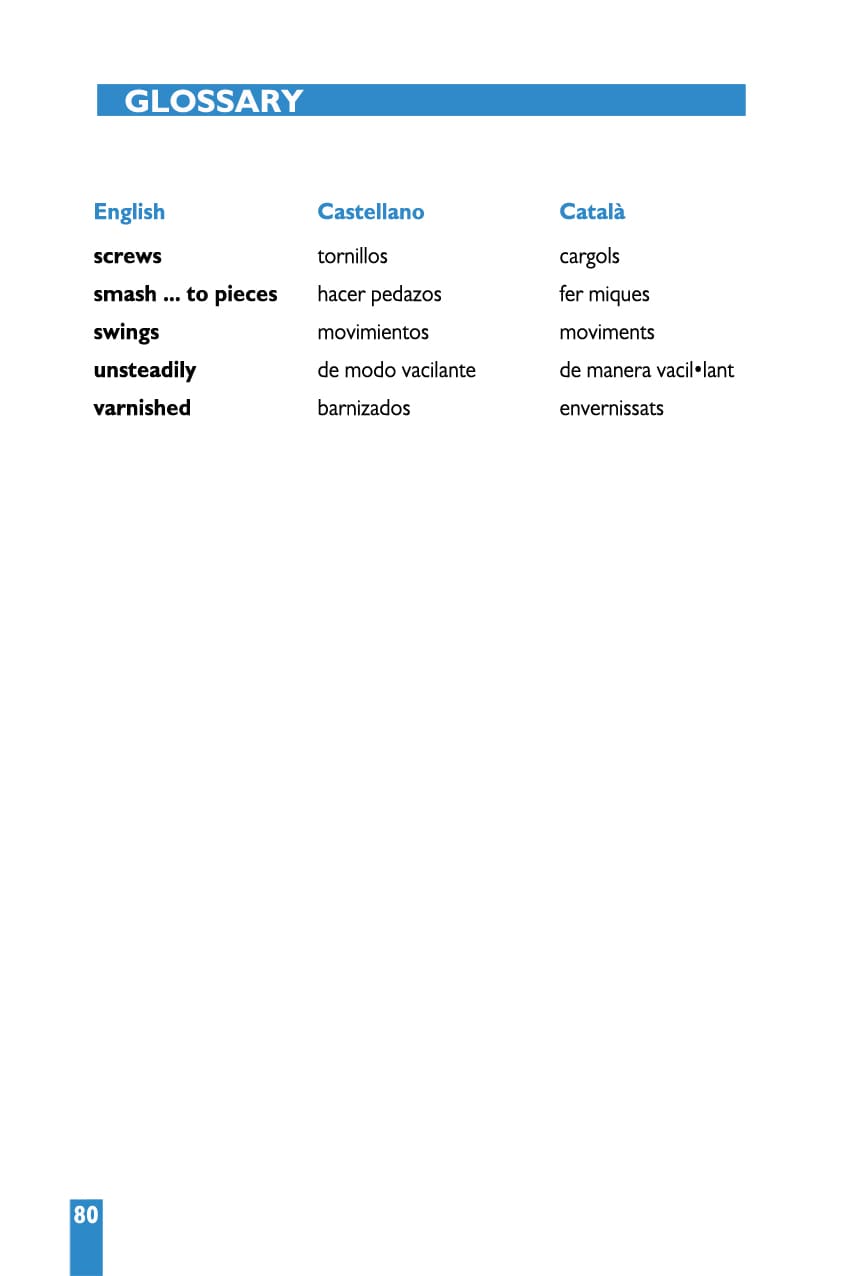 GLOSSARY
English Castellano Català
screws tornillos cargols
smash ... to pieces hacer pedazos fer miques
swings movimientos moviments
unsteadily de modo vacilante de manera vacil•lant
varnished barnizados envernissats
80